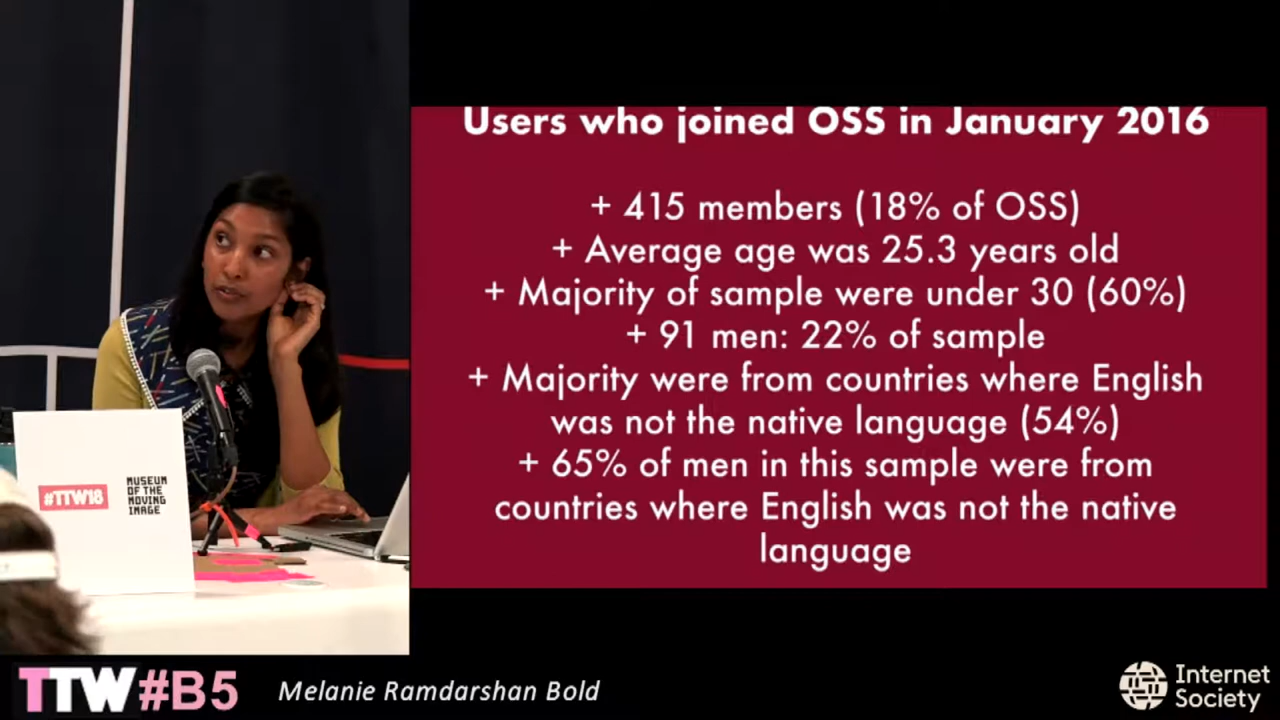 Users who joined OSS in January 2016
+ 415 members (18% of OSS)
+ Average age was 25.3 years old
+ Majority of sample were under 30 (60%)
+ 91 men: 22% of sample
+ Majority were from countries where English
was not the native language (54%)
+ 65% of men in this sample were from
countries where English was not the native
language
#TTW18
MUSEUM
OF THE
MOVING
IMAGE
TTW#B5
Melanie Ramdarshan Bold
Internet
Society